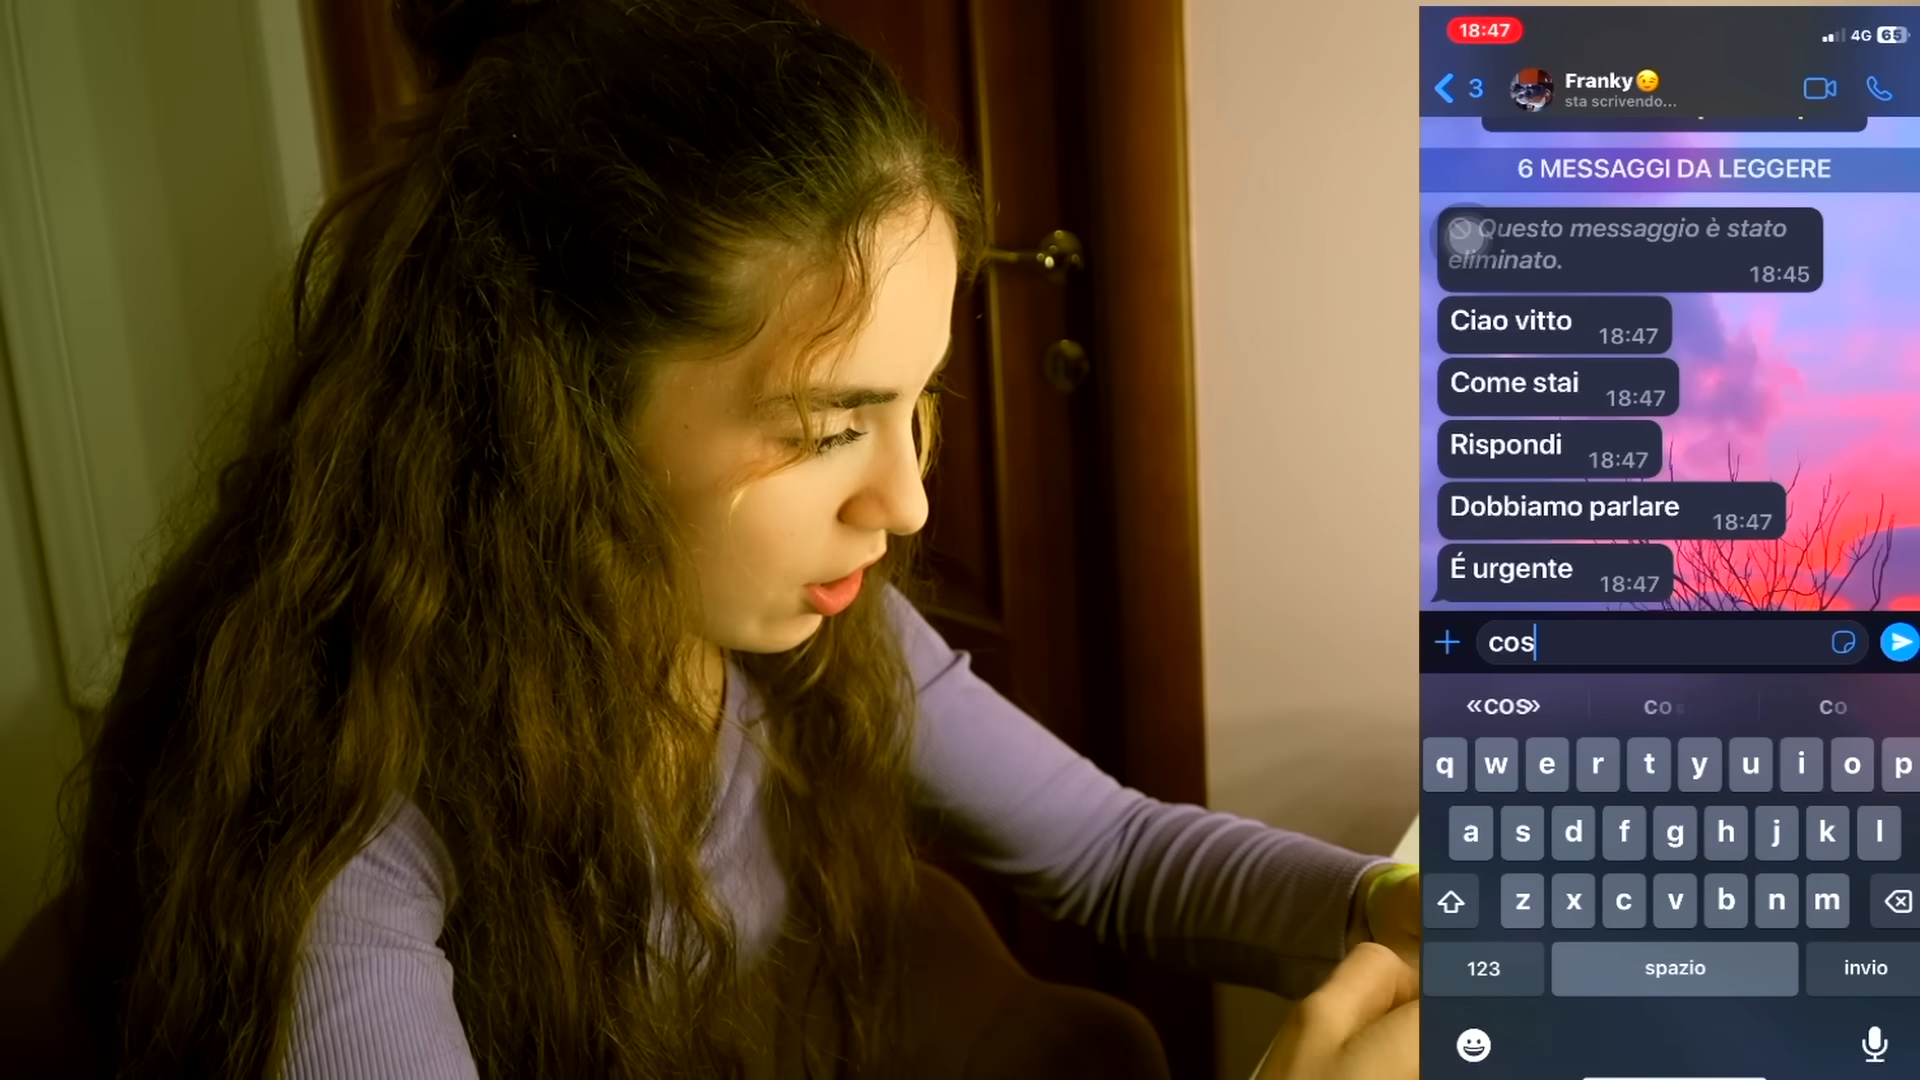 18:47
4G 65
3
Franky😉
sta scrivendo...
6 MESSAGGI DA LEGGERE
Questo messaggio è stato
eliminato.
18:45
Ciao vitto 18:47
Come stai 18:47
Rispondi 18:47
Dobbiamo parlare 18:47
É urgente 18:47
cos
«cos» cos co
q w e r t y u i o p
a s d f g h j k l
z x c v b n m
123 spazio invio